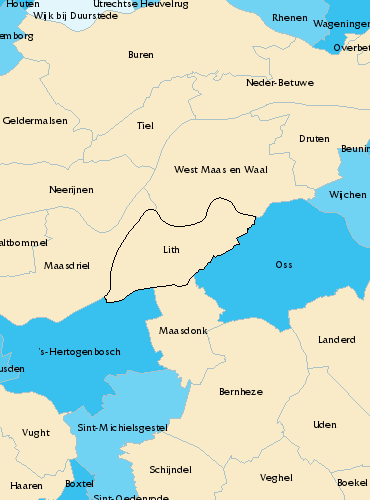 Houten
Utrechtse Heuvelrug
Wijk bij Duurstede
Rhenen
Wageningen
emborg
Overbet
Buren
Neder-Betuwe
Geldermalsen
Tiel
Druten
Beunin
West Maas en Waal
Neerijnen
Wijchen
altbommel
Lith
Maasdriel
Oss
Maasdonk
Landerd
's-Hertogenbosch
usden
Bernheze
Uden
Sint-Michielsgestel
Vught
Schijndel
Veghel
Haaren
Boxtel
Boekel
Sint-Oedenrode